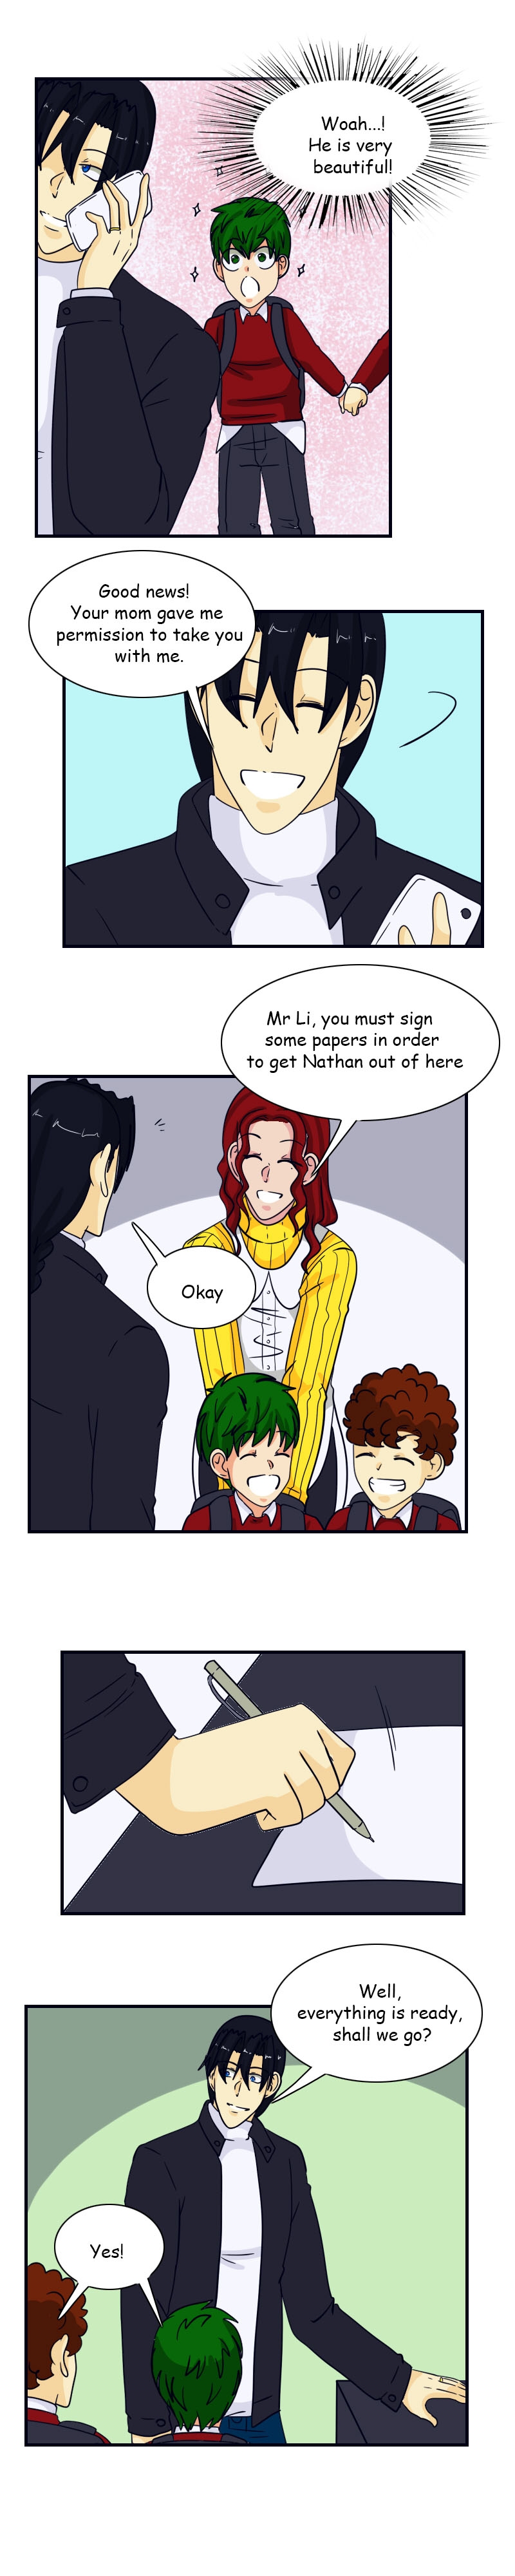 Woah...!
He is very
beautiful!
Good news!
Your mom gave me
permission to take you
with me.
Mr Li, you must sign
some papers in order
to get Nathan out of here
Okay
Well,
everything is ready,
shall we go?
Yes!